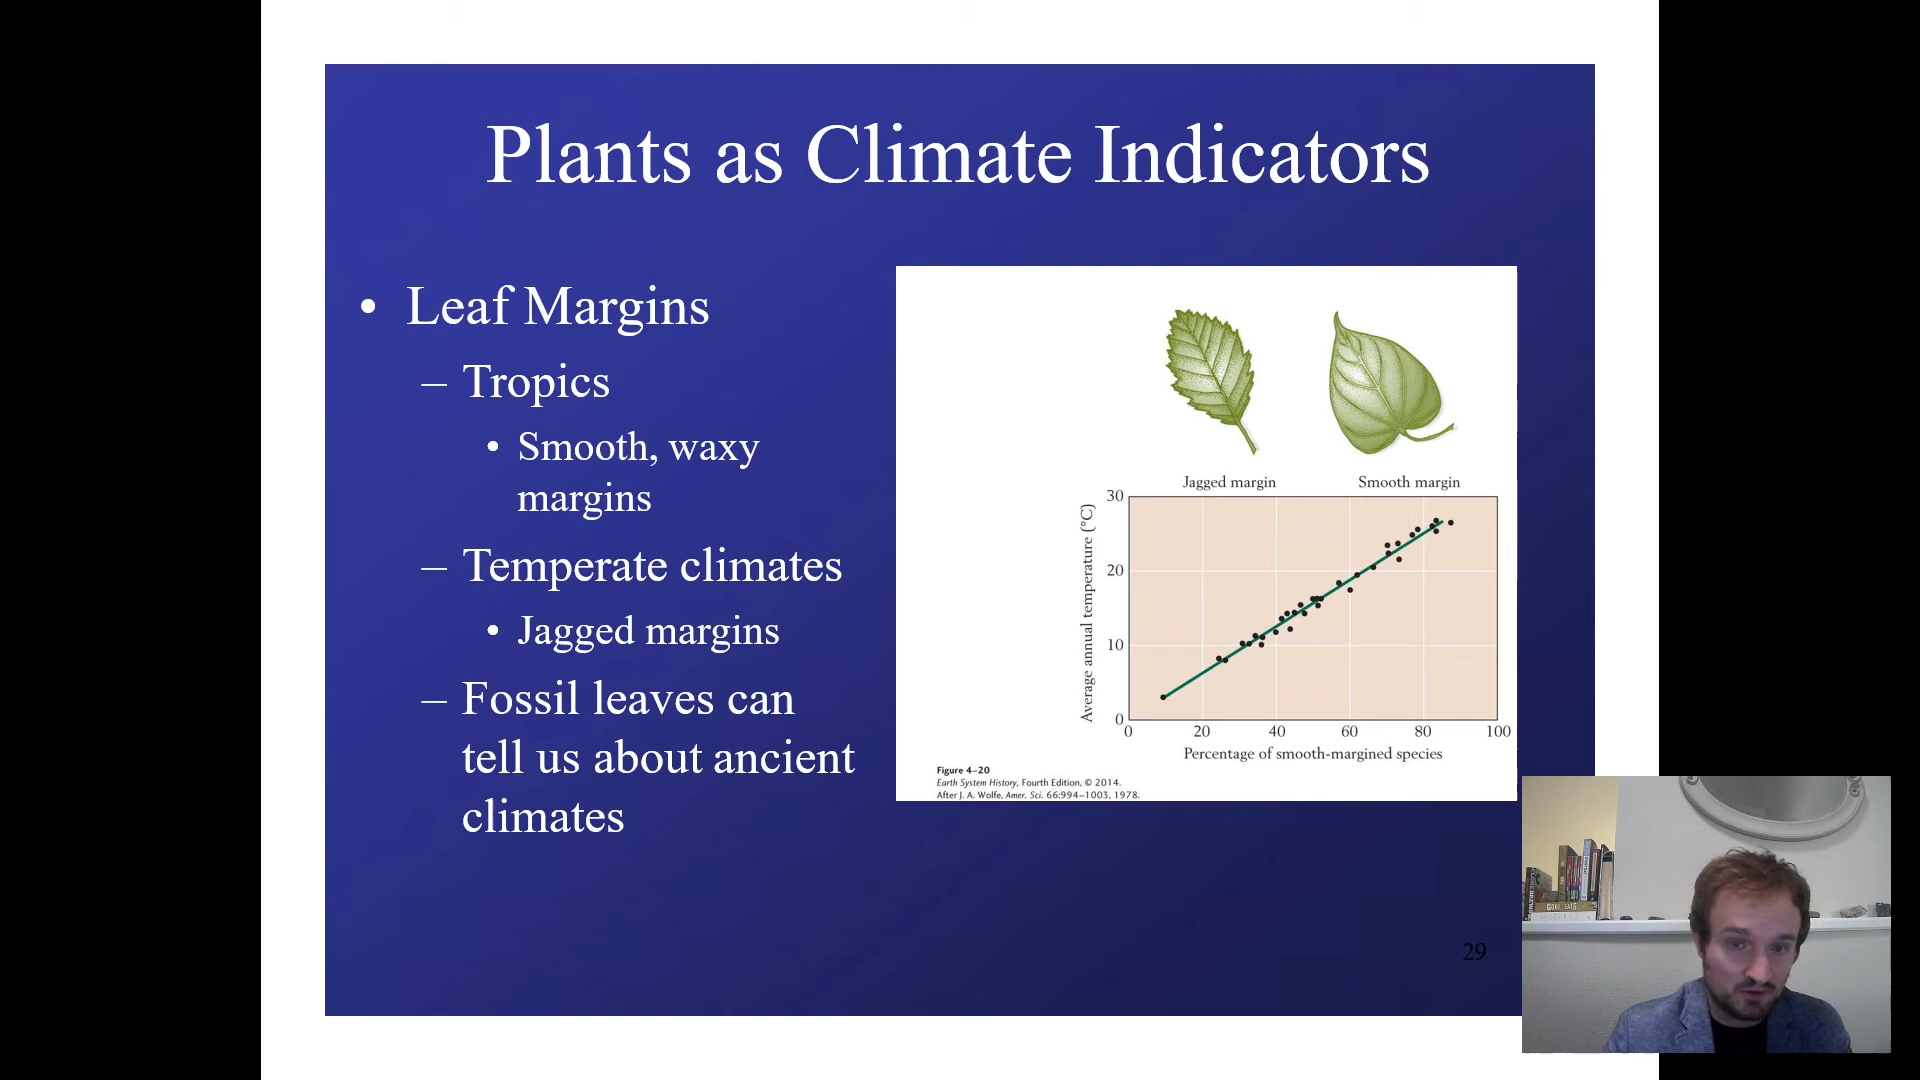 Plants as Climate Indicators
• Leaf Margins
– Tropics
• Smooth, waxy
margins
– Temperate climates
• Jagged margins
– Fossil leaves can
tell us about ancient
climates
Jagged margin
Smooth margin
Average annual temperature (°C)
30
20
10
0
0 20 40 60 80 100
Percentage of smooth-margined species
Figure 4–20
Earth System History, Fourth Edition, © 2014.
After J. A. Wolfe, Amer. Sci. 66:994–1003, 1978.
29
GOOD EATS